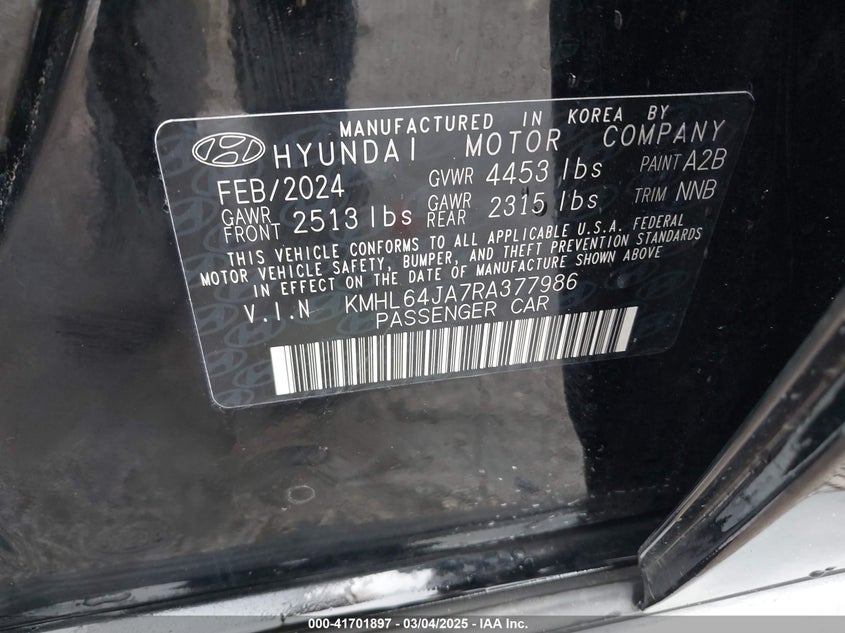 MANUFACTURED IN KOREA BY
HYUNDAI MOTOR COMPANY
FEB/2024 GVWR 4453 lbs PAINT A2B
GAWR FRONT 2513 lbs GAWR REAR 2315 lbs TRIM NNB
THIS VEHICLE CONFORMS TO ALL APPLICABLE U.S.A. FEDERAL
MOTOR VEHICLE SAFETY, BUMPER, AND THEFT PREVENTION STANDARDS
IN EFFECT ON THE DATE OF MANUFACTURE SHOWN ABOVE
V.I.N KMHL64JA7RA377986
PASSENGER CAR
000-41701897 - 03/04/2025 - IAA Inc.